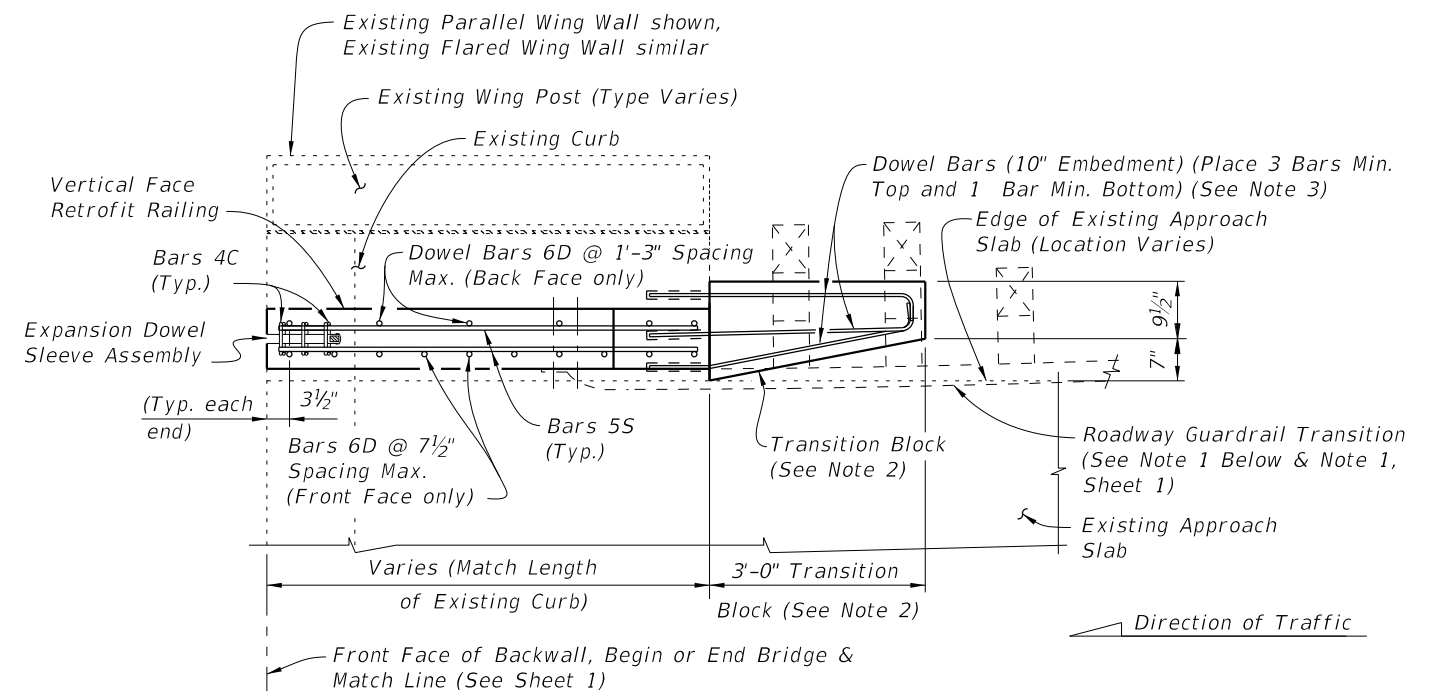 Existing Parallel Wing Wall shown,
Existing Flared Wing Wall similar
Existing Wing Post (Type Varies)
Existing Curb
Vertical Face
Retrofit Railing
Dowel Bars (10" Embedment) (Place 3 Bars Min.
Top and 1 Bar Min. Bottom) (See Note 3)
Edge of Existing Approach
Slab (Location Varies)
Bars 4C
(Typ.)
Dowel Bars 6D @ 1'-3" Spacing
Max. (Back Face only)
Expansion Dowel
Sleeve Assembly
9½"
7"
(Typ. each
end)
3½"
Bars 6D @ 7½"
Spacing Max.
(Front Face only)
Bars 5S
(Typ.)
Transition Block
(See Note 2)
Roadway Guardrail Transition
(See Note 1 Below & Note 1,
Sheet 1)
Existing Approach
Slab
Varies (Match Length
of Existing Curb)
3'-0" Transition
Block (See Note 2)
Direction of Traffic
Front Face of Backwall, Begin or End Bridge &
Match Line (See Sheet 1)